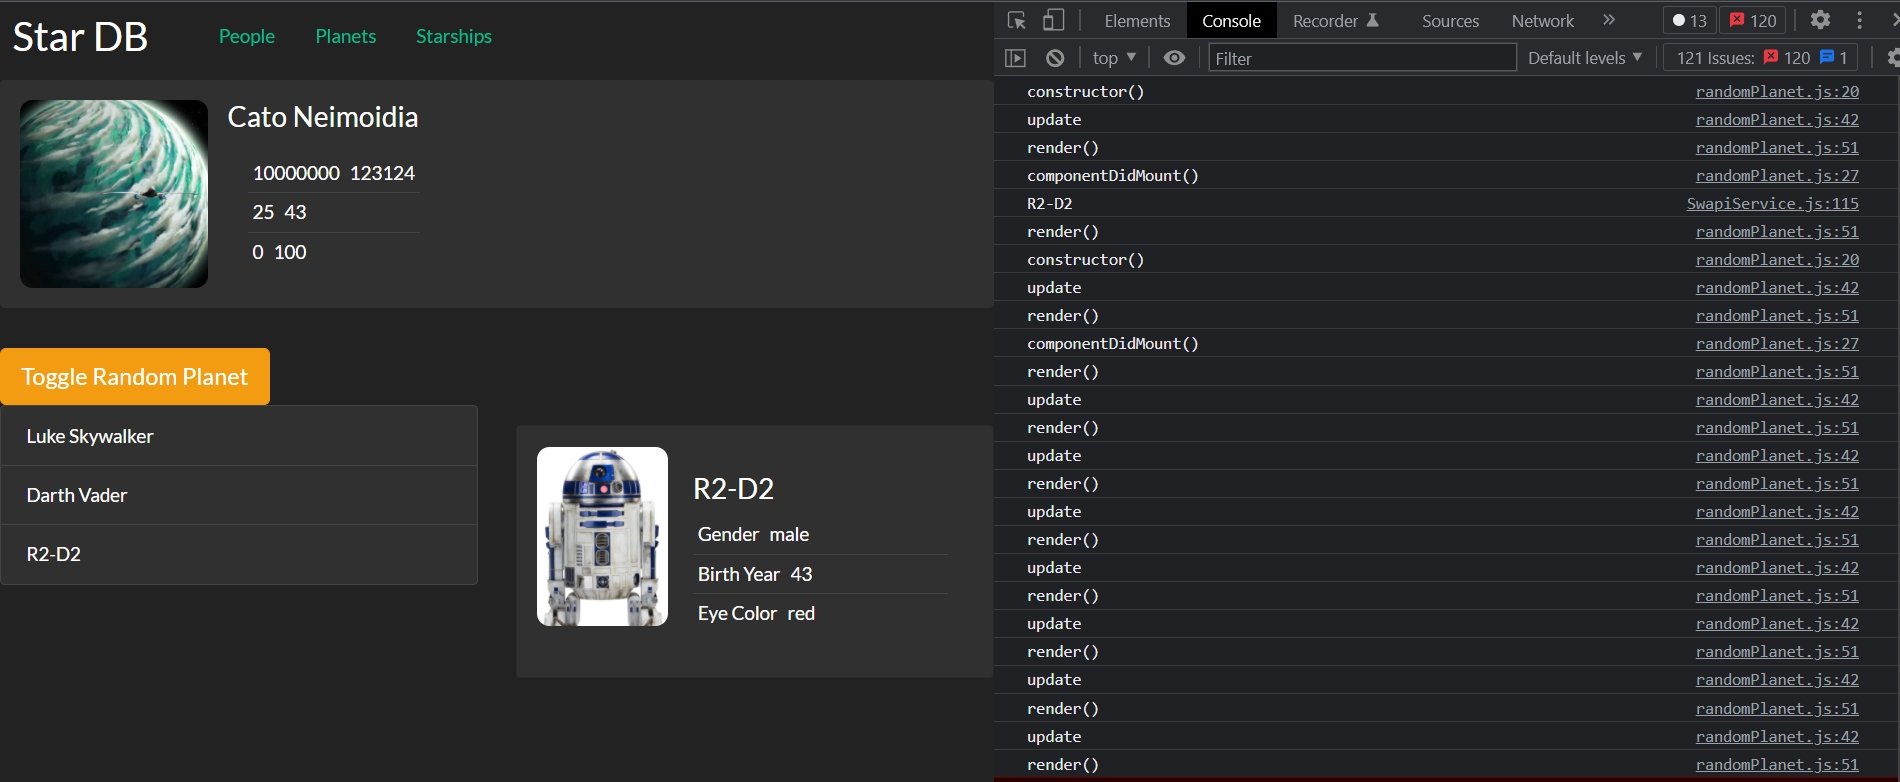 Star DB People Planets Starships
Cato Neimoidia
10000000 123124
25 43
0 100
Toggle Random Planet
Luke Skywalker
Darth Vader
R2-D2
R2-D2
Gender male
Birth Year 43
Eye Color red
Elements Console Recorder Sources Network » 13 120
top ▼ Filter Default levels ▼ 121 Issues: 120 1
constructor() randomPlanet.js:20
update randomPlanet.js:42
render() randomPlanet.js:51
componentDidMount() randomPlanet.js:27
R2-D2 SwapiService.js:115
render() randomPlanet.js:51
constructor() randomPlanet.js:20
update randomPlanet.js:42
render() randomPlanet.js:51
componentDidMount() randomPlanet.js:27
render() randomPlanet.js:51
update randomPlanet.js:42
render() randomPlanet.js:51
update randomPlanet.js:42
render() randomPlanet.js:51
update randomPlanet.js:42
render() randomPlanet.js:51
update randomPlanet.js:42
render() randomPlanet.js:51
update randomPlanet.js:42
render() randomPlanet.js:51
update randomPlanet.js:42
render() randomPlanet.js:51
update randomPlanet.js:42
render() randomPlanet.js:51